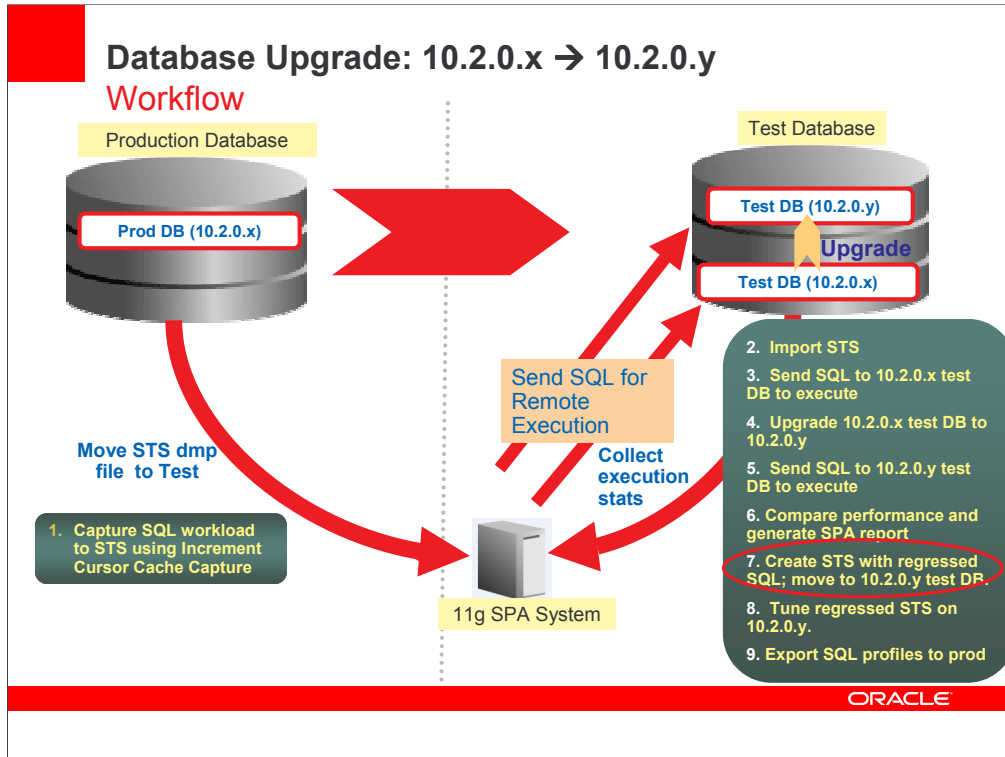 Database Upgrade: 10.2.0.x → 10.2.0.y
Workflow
Production Database
Prod DB (10.2.0.x)
Test Database
Test DB (10.2.0.y)
Upgrade
Test DB (10.2.0.x)
Send SQL for
Remote
Execution
Collect
execution
stats
Move STS dmp
file to Test
1. Capture SQL workload
to STS using Increment
Cursor Cache Capture
11g SPA System
2. Import STS
3. Send SQL to 10.2.0.x test
DB to execute
4. Upgrade 10.2.0.x test DB to
10.2.0.y
5. Send SQL to 10.2.0.y test
DB to execute
6. Compare performance and
generate SPA report
7. Create STS with regressed
SQL; move to 10.2.0.y test DB.
8. Tune regressed STS on
10.2.0.y.
9. Export SQL profiles to prod
ORACLE